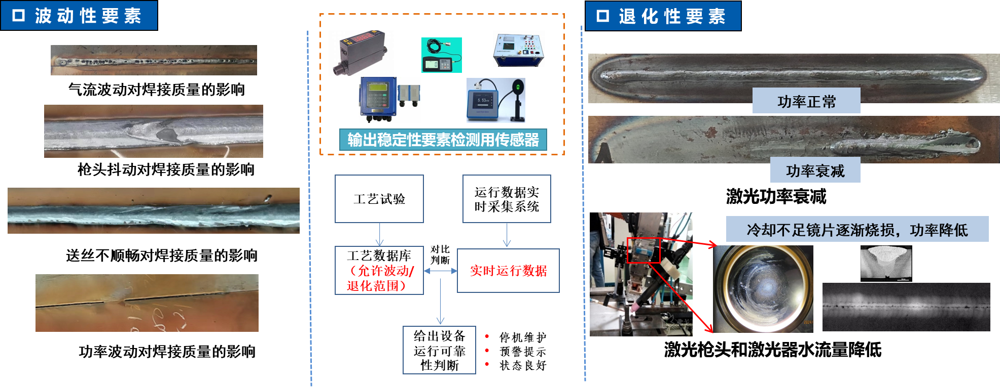 波动性要素
气流波动对焊接质量的影响
枪头抖动对焊接质量的影响
送丝不顺畅对焊接质量的影响
功率波动对焊接质量的影响
5.53
输出稳定性要素检测用传感器
工艺试验
运行数据实
时采集系统
工艺数据库
（允许波动/
退化范围）
对比
判断
实时运行数据
给出设备
运行可靠
性判断
• 停机维护
• 预警提示
• 状态良好
退化性要素
功率正常
功率衰减
激光功率衰减
冷却不足镜片逐渐烧损，功率降低
2024/
激光枪头和激光器水流量降低